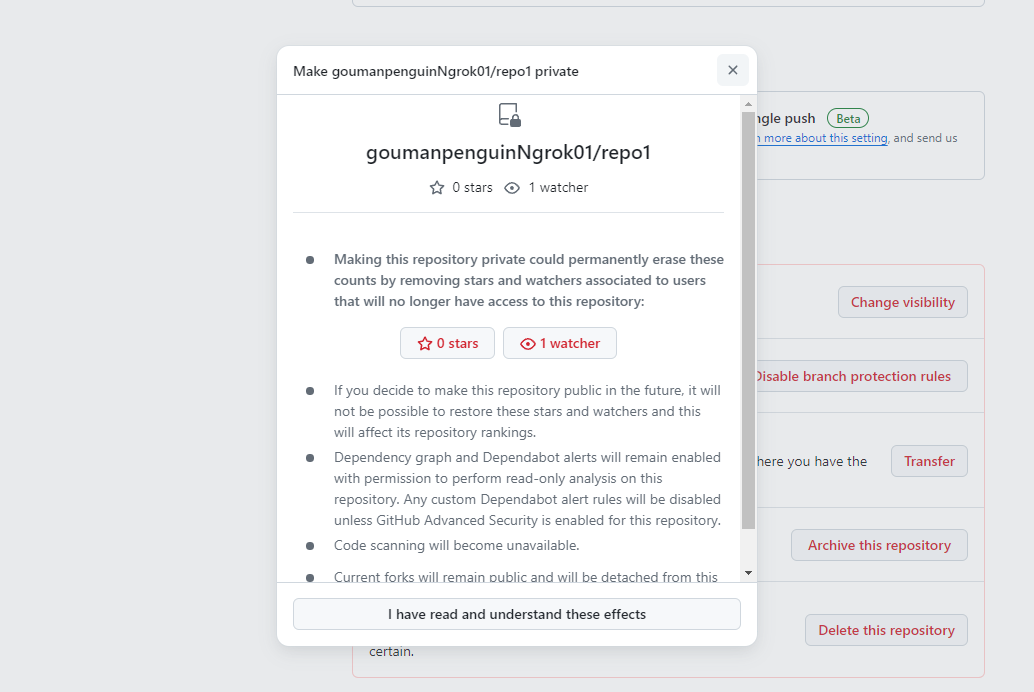 Make goumanpenguinNgrok01/repo1 private
goumanpenguinNgrok01/repo1
0 stars 1 watcher
Making this repository private could permanently erase these
counts by removing stars and watchers associated to users
that will no longer have access to this repository:
0 stars 1 watcher
If you decide to make this repository public in the future, it will
not be possible to restore these stars and watchers and this
will affect its repository rankings.
Dependency graph and Dependabot alerts will remain enabled
with permission to perform read-only analysis on this
repository. Any custom Dependabot alert rules will be disabled
unless GitHub Advanced Security is enabled for this repository.
Code scanning will become unavailable.
Current forks will remain public and will be detached from this
I have read and understand these effects
push Beta
more about this setting, and send us
Change visibility
Disable branch protection rules
here you have the
Transfer
Archive this repository
Delete this repository
certain.